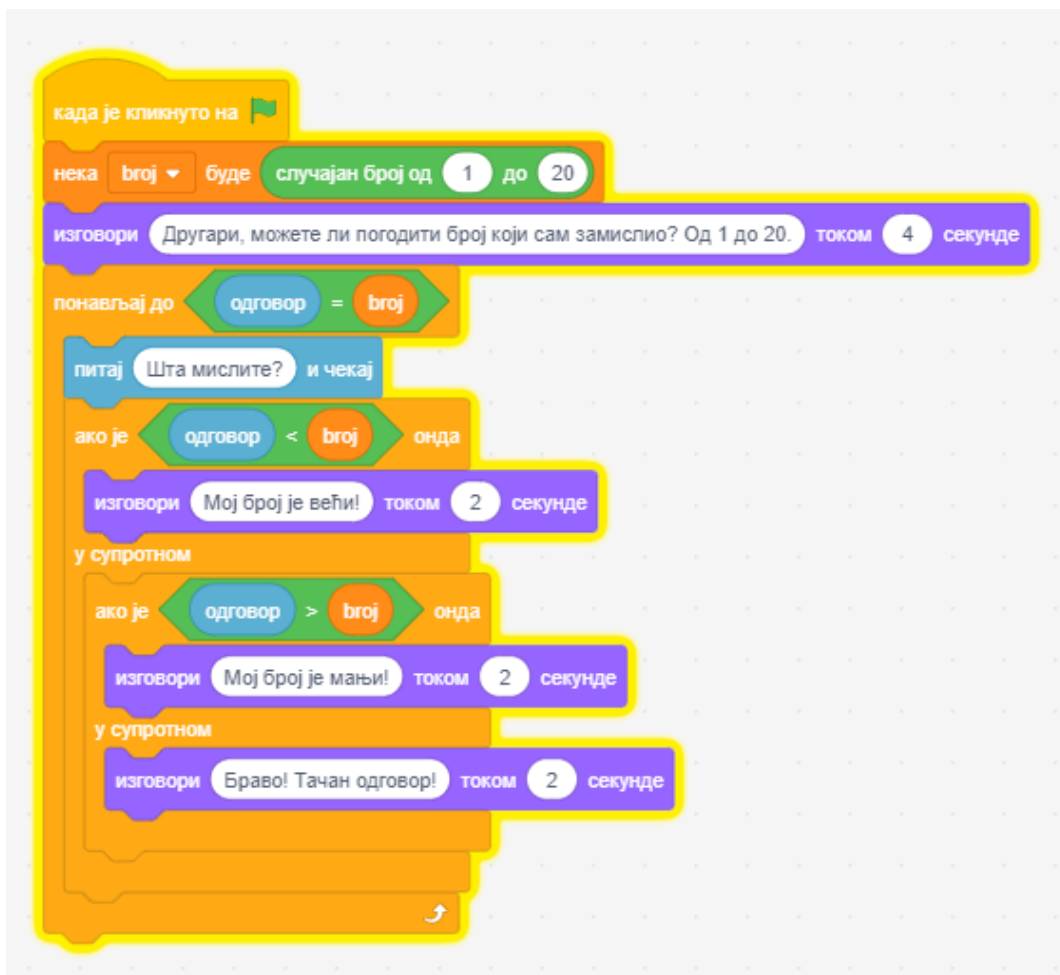 када је кликнуто на
нека broj буде случајан број од 1 до 20
изговори Другари, можете ли погодити број који сам замислио? Од 1 до 20. током 4 секунде
понављај до одговор = broj
питај Шта мислите? и чекај
ако је одговор < broj онда
изговори Мој број је већи! током 2 секунде
у супротном
ако је одговор > broj онда
изговори Мој број је мањи! током 2 секунде
у супротном
изговори Браво! Тачан одговор! током 2 секунде